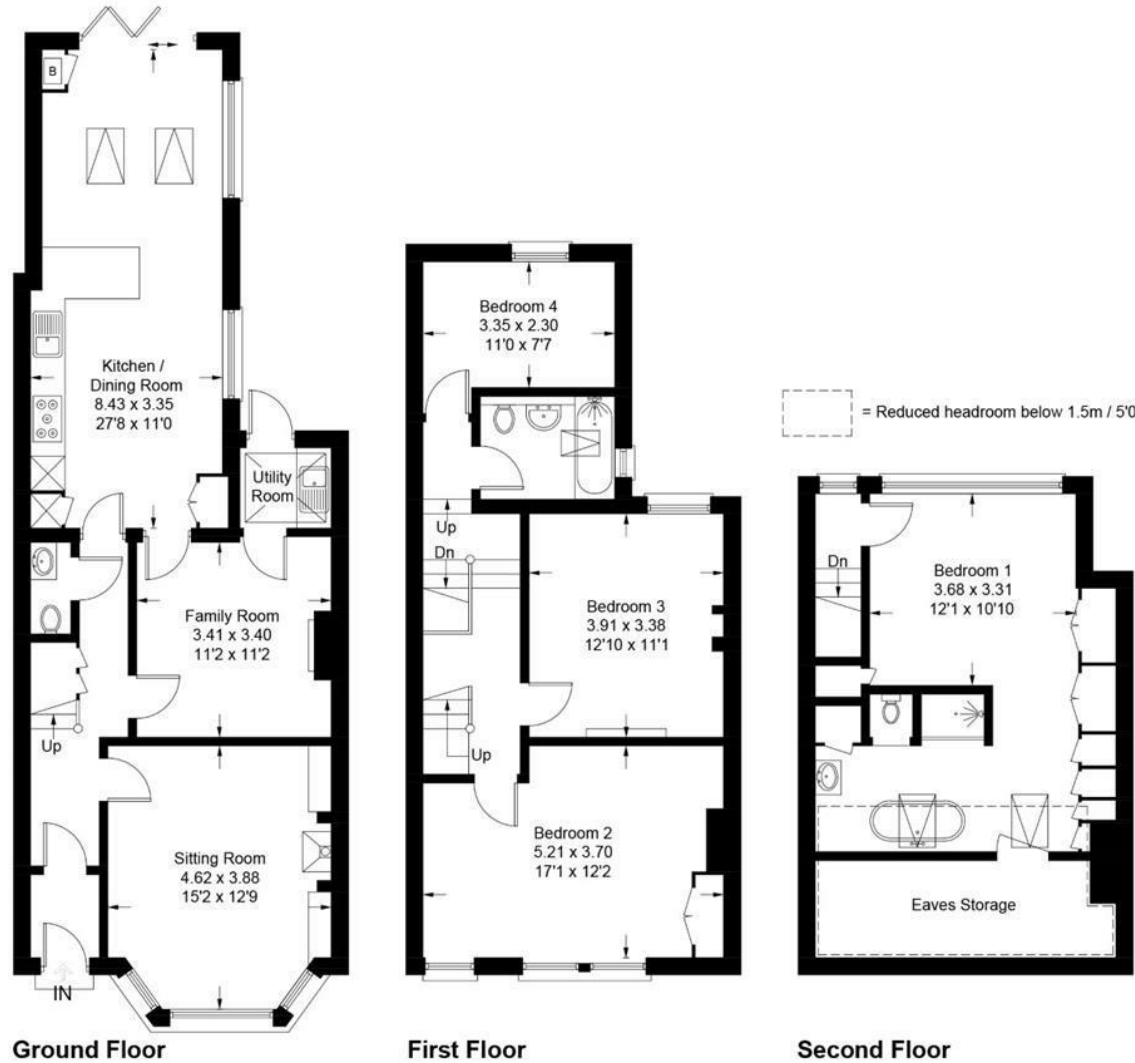 B
Kitchen /
Dining Room
8.43 x 3.35
27'8 x 11'0
Utility
Room
Family Room
3.41 x 3.40
11'2 x 11'2
Up
Sitting Room
4.62 x 3.88
15'2 x 12'9
IN
Ground Floor
Bedroom 4
3.35 x 2.30
11'0 x 7'7
Up
Dn
Bedroom 3
3.91 x 3.38
12'10 x 11'1
Up
Bedroom 2
5.21 x 3.70
17'1 x 12'2
First Floor
= Reduced headroom below 1.5m / 5'0
Dn
Bedroom 1
3.68 x 3.31
12'1 x 10'10
Eaves Storage
Second Floor